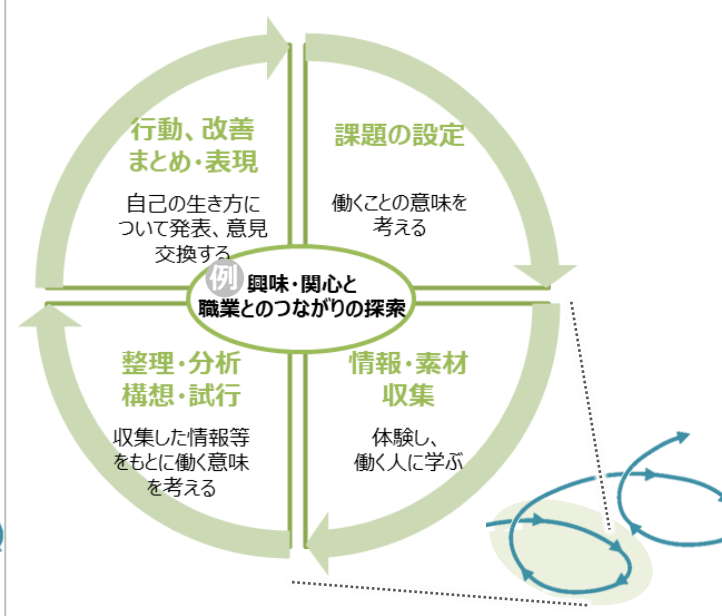 行動、改善
まとめ・表現
自己の生き方に
ついて発表、意見
交換する
課題の設定
働くことの意味を
考える
例
興味・関心と
職業とのつながりの探索
整理・分析
構想・試行
収集した情報等
をもとに働く意味
を考える
情報・素材
収集
体験し、
働く人に学ぶ